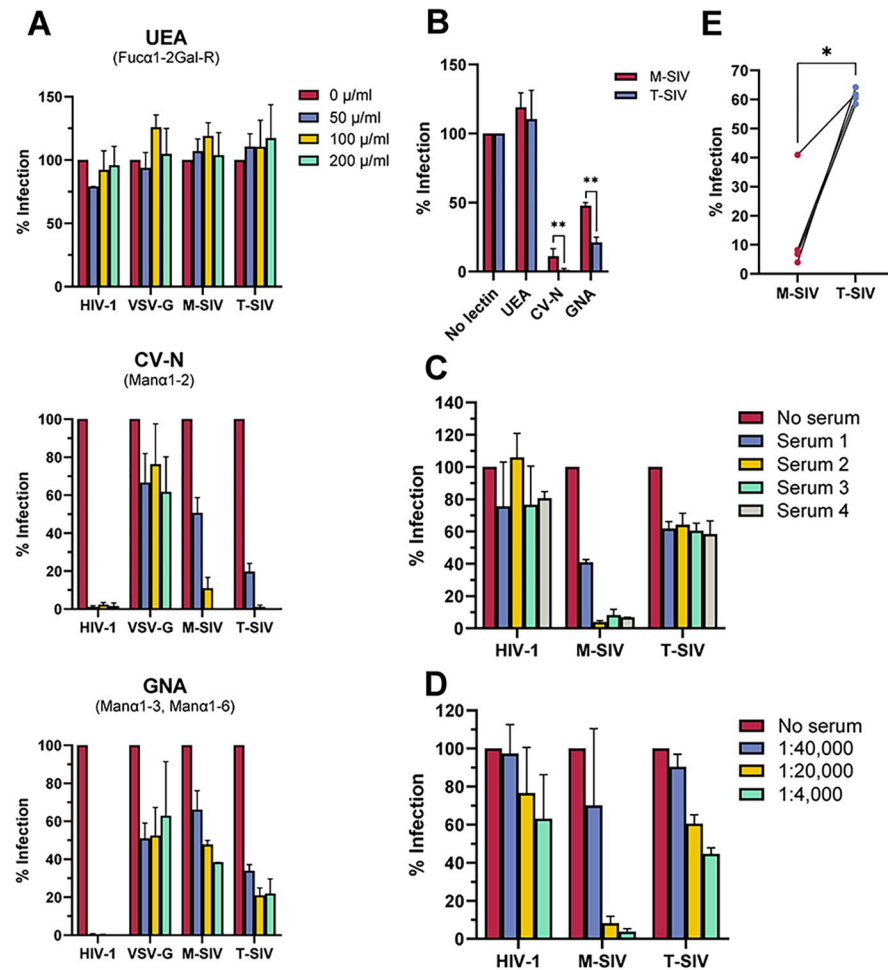 A
UEA
(Fucα1-2Gal-R)
% Infection
150
100
50
0
HIV-1 VSV-G M-SIV T-SIV
0 µ/ml
50 µ/ml
100 µ/ml
200 µ/ml
CV-N
(Manα1-2)
% Infection
100
80
60
40
20
0
HIV-1 VSV-G M-SIV T-SIV
GNA
(Manα1-3, Manα1-6)
% Infection
100
80
60
40
20
0
HIV-1 VSV-G M-SIV T-SIV
B
% Infection
150
100
50
0
** **
No lectin UEA CV-N GNA
M-SIV
T-SIV
E
% Infection
70
60
50
40
30
20
10
0
*
M-SIV T-SIV
C
% Infection
140
120
100
80
60
40
20
0
HIV-1 M-SIV T-SIV
No serum
Serum 1
Serum 2
Serum 3
Serum 4
D
% Infection
120
100
80
60
40
20
0
HIV-1 M-SIV T-SIV
No serum
1:40,000
1:20,000
1:4,000